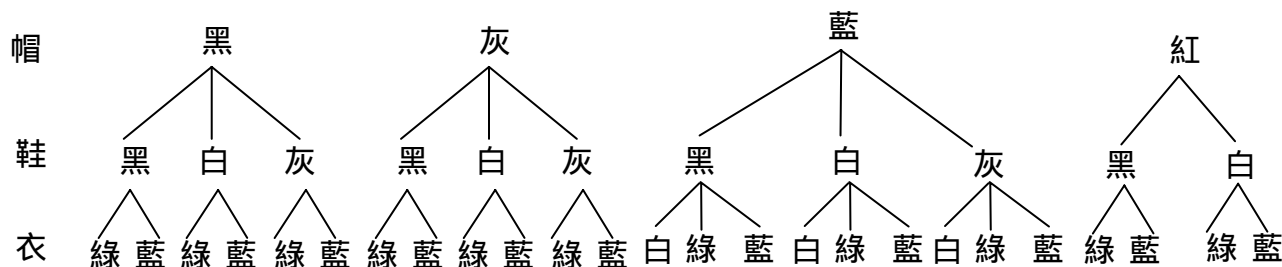 帽 黑 灰 藍 紅
鞋 黑 白 灰 黑 白 灰 黑 白 灰 黑 白
衣 綠 藍 綠 藍 綠 藍 綠 藍 綠 藍 綠 藍 白 綠 藍 白 綠 藍 白 綠 藍 綠 藍 綠 藍